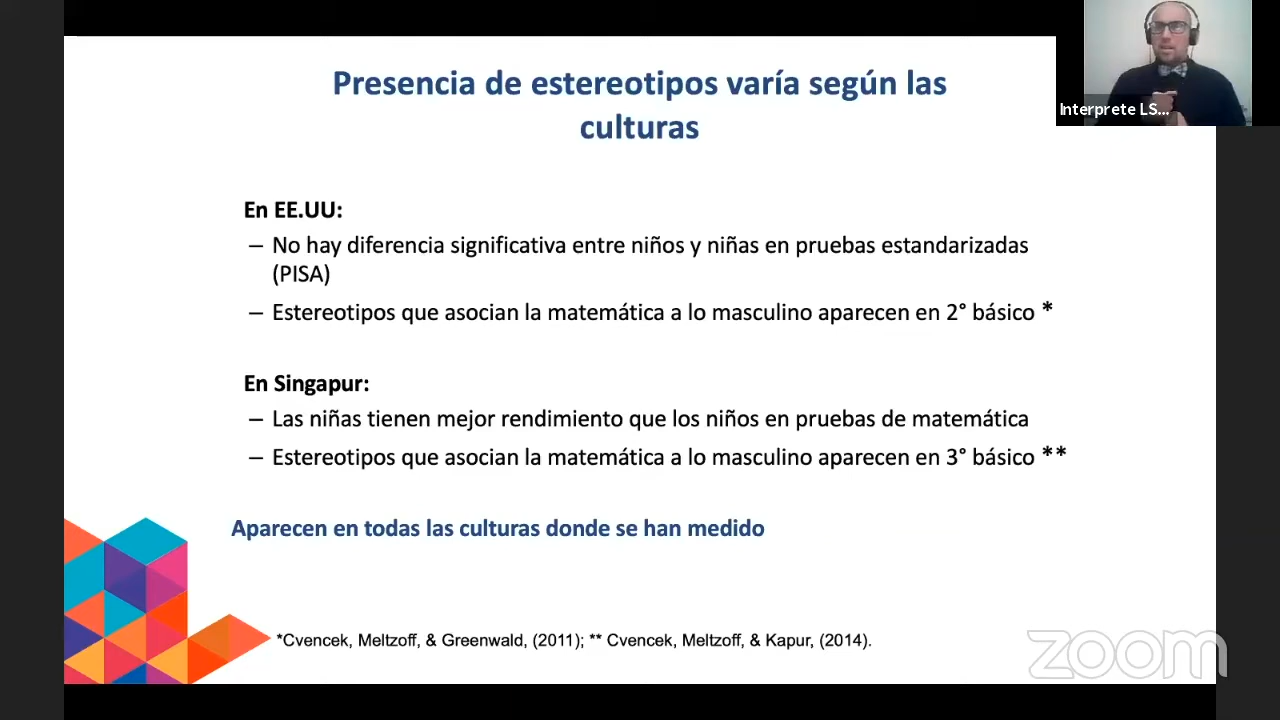 Presencia de estereotipos varía según las
culturas
Interprete LS...
En EE.UU:
– No hay diferencia significativa entre niños y niñas en pruebas estandarizadas
(PISA)
– Estereotipos que asocian la matemática a lo masculino aparecen en 2° básico *
En Singapur:
– Las niñas tienen mejor rendimiento que los niños en pruebas de matemática
– Estereotipos que asocian la matemática a lo masculino aparecen en 3° básico **
Aparecen en todas las culturas donde se han medido
*Cvencek, Meltzoff, & Greenwald, (2011); ** Cvencek, Meltzoff, & Kapur, (2014).
zoom